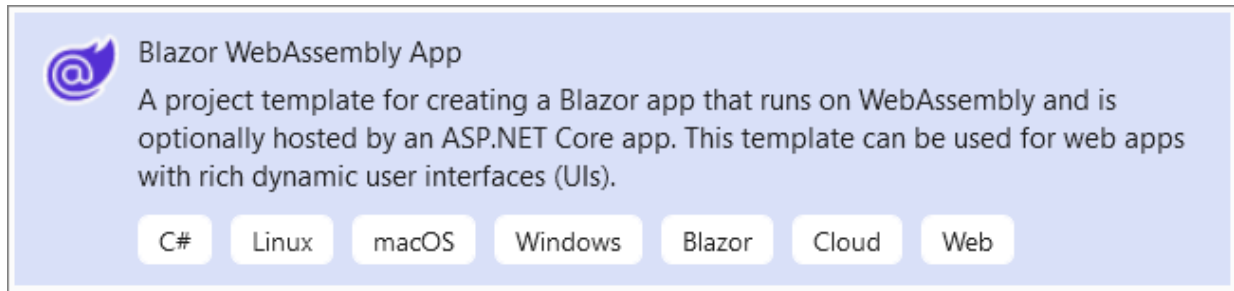 Blazor WebAssembly App
A project template for creating a Blazor app that runs on WebAssembly and is
optionally hosted by an ASP.NET Core app. This template can be used for web apps
with rich dynamic user interfaces (UIs).
C# Linux macOS Windows Blazor Cloud Web